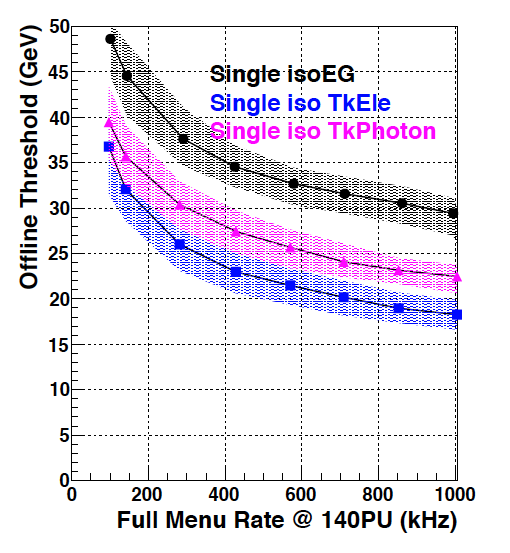 Offline Threshold (GeV)
50
45
40
35
30
25
20
15
10
5
0
Single isoEG
Single iso TkEle
Single iso TkPhoton
0 200 400 600 800 1000
Full Menu Rate @ 140PU (kHz)